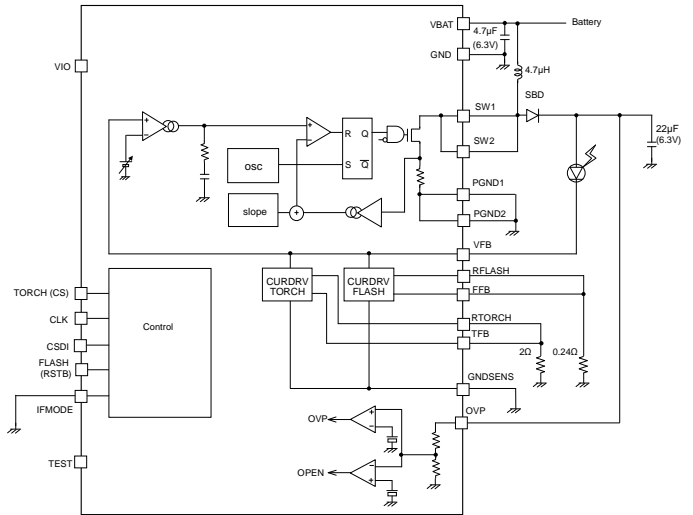 VBAT
Battery
4.7µF
(6.3V)
GND
VIO
4.7µH
SBD
SW1
22µF
(6.3V)
R Q
osc
S Q
SW2
slope
+
PGND1
PGND2
VFB
RFLASH
CURDRV
TORCH
CURDRV
FLASH
FFB
TORCH (CS)
CLK
Control
RTORCH
TFB
CSDI
2Ω
0.24Ω
FLASH
(RSTB)
GNDSENS
IFMODE
OVP
OVP
TEST
OPEN